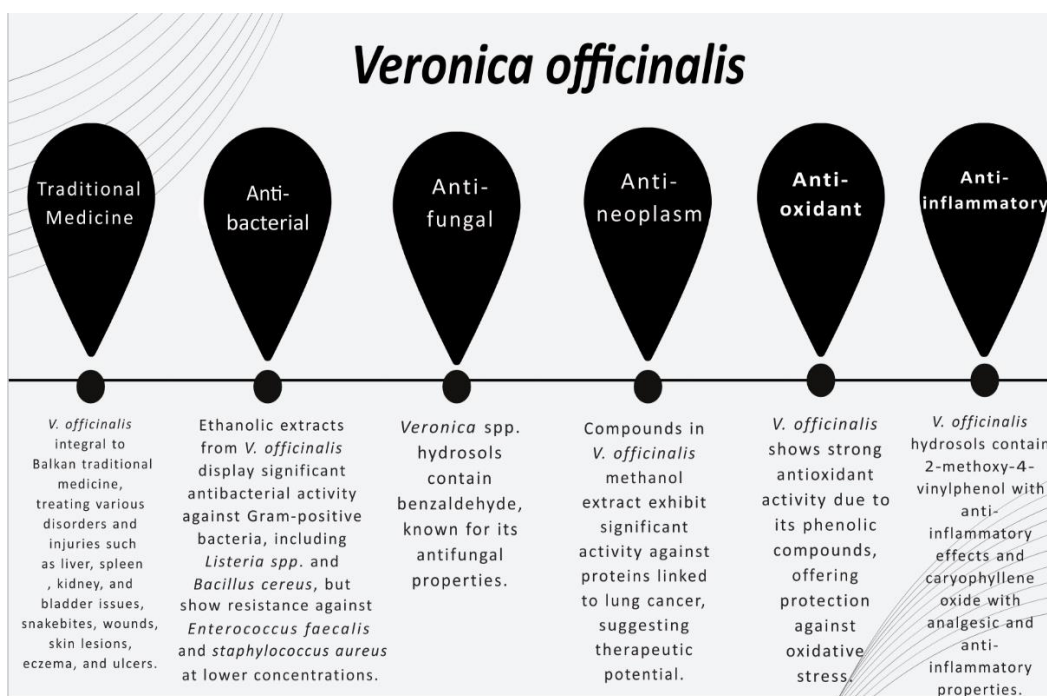 Veronica officinalis
Traditional
Medicine
Anti-
bacterial
Anti-
fungal
Anti-
neoplasm
Anti-
oxidant
Anti-
inflammatory
V. officinalis
integral to
Balkan traditional
medicine,
treating various
disorders and
injuries such
as liver, spleen
, kidney, and
bladder issues,
snakebites, wounds,
skin lesions,
eczema, and ulcers.
Ethanolic extracts
from V. officinalis
display significant
antibacterial activity
against Gram-positive
bacteria, including
Listeria spp. and
Bacillus cereus, but
show resistance against
Enterococcus faecalis
and staphylococcus aureus
at lower concentrations.
Veronica spp.
hydrosols
contain
benzaldehyde,
known for its
antifungal
properties.
Compounds in
V. officinalis
methanol
extract exhibit
significant
activity against
proteins linked
to lung cancer,
suggesting
therapeutic
potential.
V. officinalis
shows strong
antioxidant
activity due to
its phenolic
compounds,
offering
protection
against
oxidative
stress.
V. officinalis
hydrosols contain
2-methoxy-4-
vinylphenol with
anti-
inflammatory
effects and
caryophyllene
oxide with
analgesic and
anti-
inflammatory
properties.